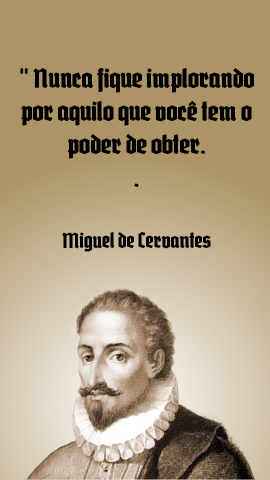 " Nunca fique implorando
por aquilo que você tem o
poder de obter.
.
Miguel de Cervantes